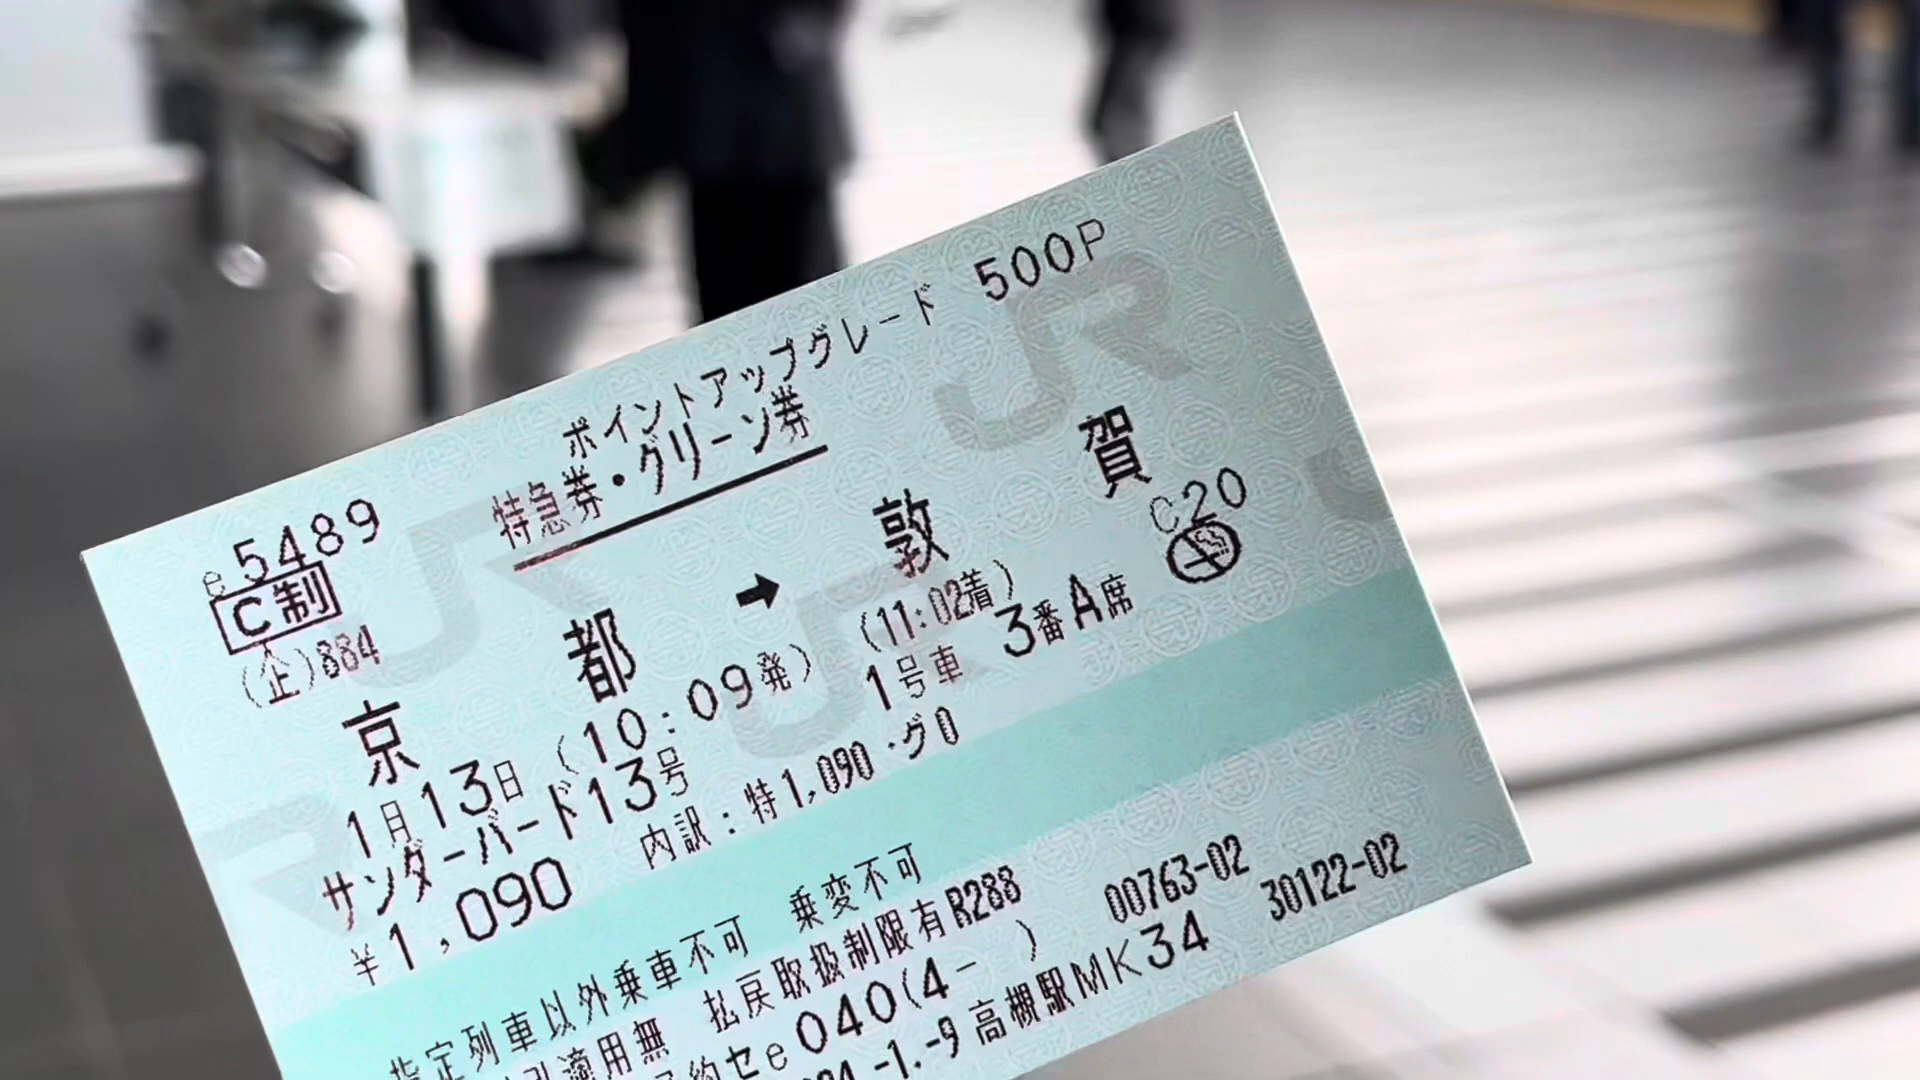 ポイントアップグレード 500P
e5489 特急券・グリーン券
C制
(企)884
京都 ➡ 敦賀
C20
1月13日 (10:09発) (11:02着)
サンダーバード13号 1号車 3番A席
¥1,090 内訳:特1,090・グ0
指定列車以外乗車不可 乗変不可
適用無 払戻取扱制限有R288 00763-02
e040(4- ) 30122-02
-1.-9高槻駅MK34
JR